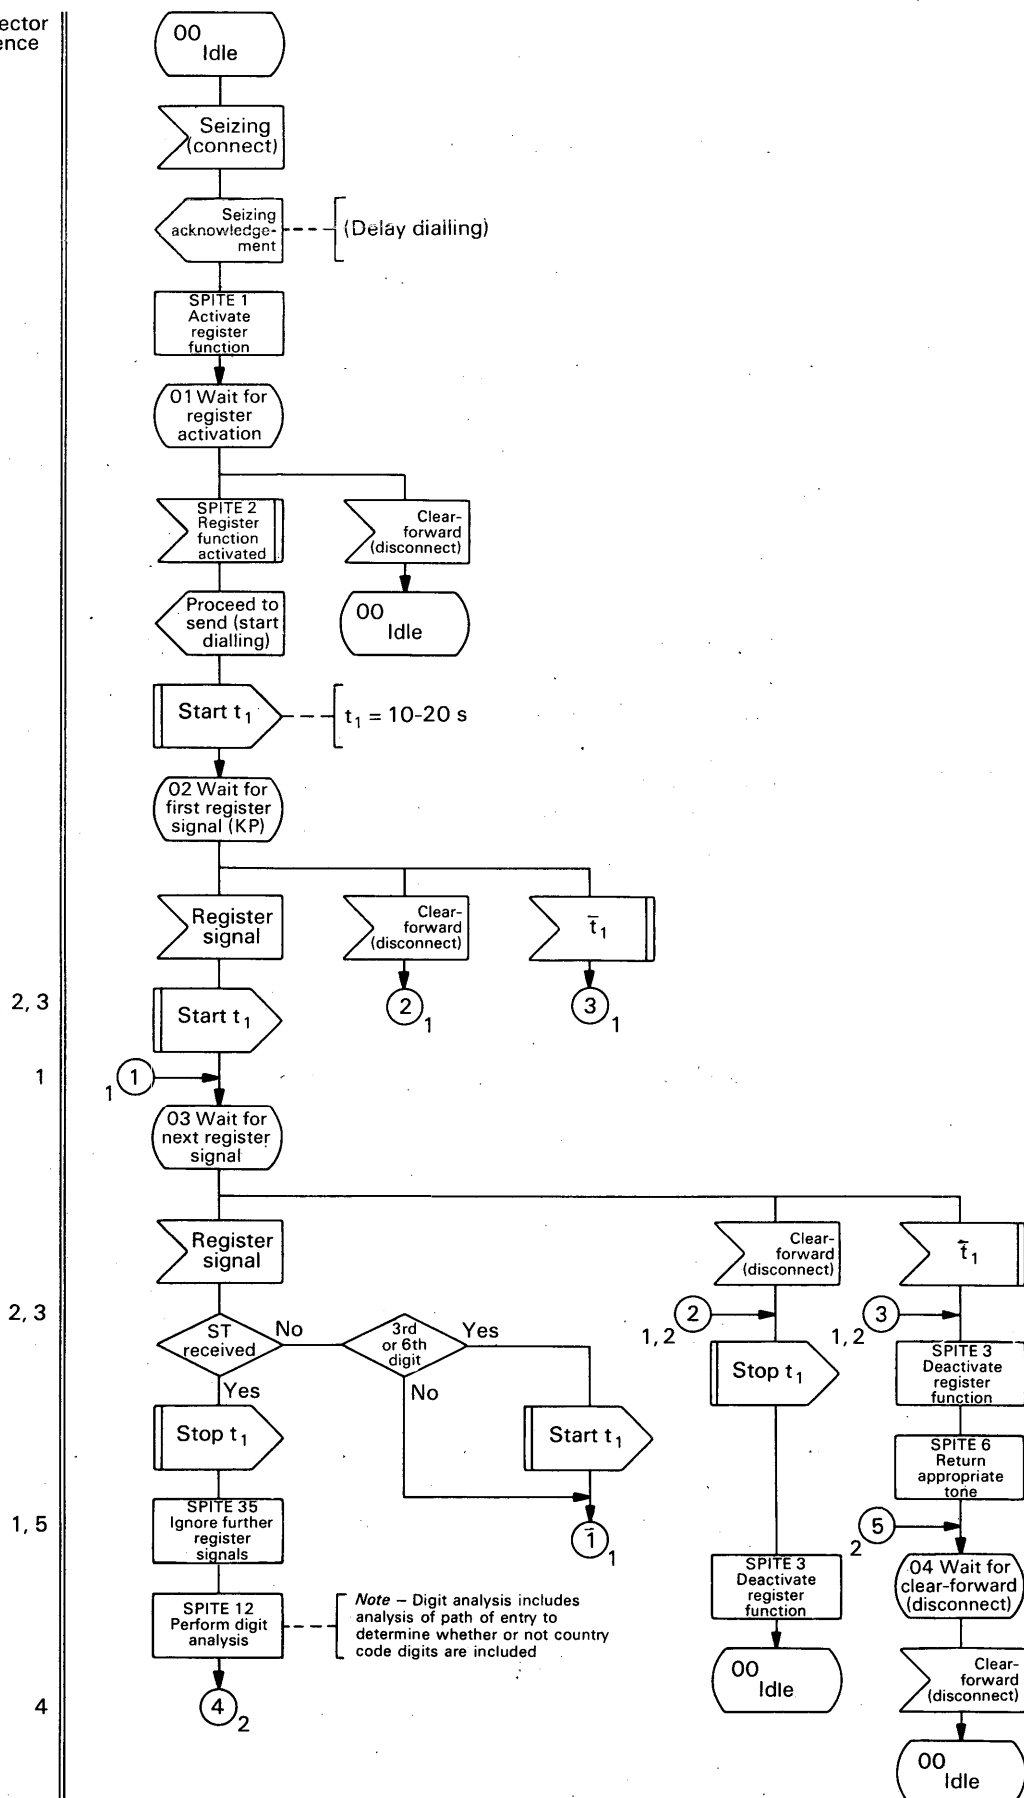 ector
ence
00
Idle
Seizing
(connect)
Seizing
acknowledge-
ment
(Delay dialling)
SPITE 1
Activate
register
function
01 Wait for
register
activation
SPITE 2
Register
function
activated
Clear-
forward
(disconnect)
Proceed to
send (start
dialling)
00
Idle
Start t1
t1 = 10-20 s
02 Wait for
first register
signal (KP)
Register
signal
Clear-
forward
(disconnect)
t̄1
2, 3
Start t1
2
1
3
1
1
1
1
03 Wait for
next register
signal
Register
signal
Clear-
forward
(disconnect)
t̄1
2, 3
ST
received
No
3rd
or 6th
digit
Yes
2
1, 2
3
1, 2
Yes
No
Stop t1
SPITE 3
Deactivate
register
function
Stop t1
Start t1
SPITE 6
Return
appropriate
tone
1, 5
SPITE 35
Ignore further
register
signals
1̄
1
5
2
SPITE 3
Deactivate
register
function
04 Wait for
clear-forward
(disconnect)
SPITE 12
Perform digit
analysis
Note – Digit analysis includes
analysis of path of entry to
determine whether or not country
code digits are included
00
Idle
Clear-
forward
(disconnect)
4
4
2
00
Idle